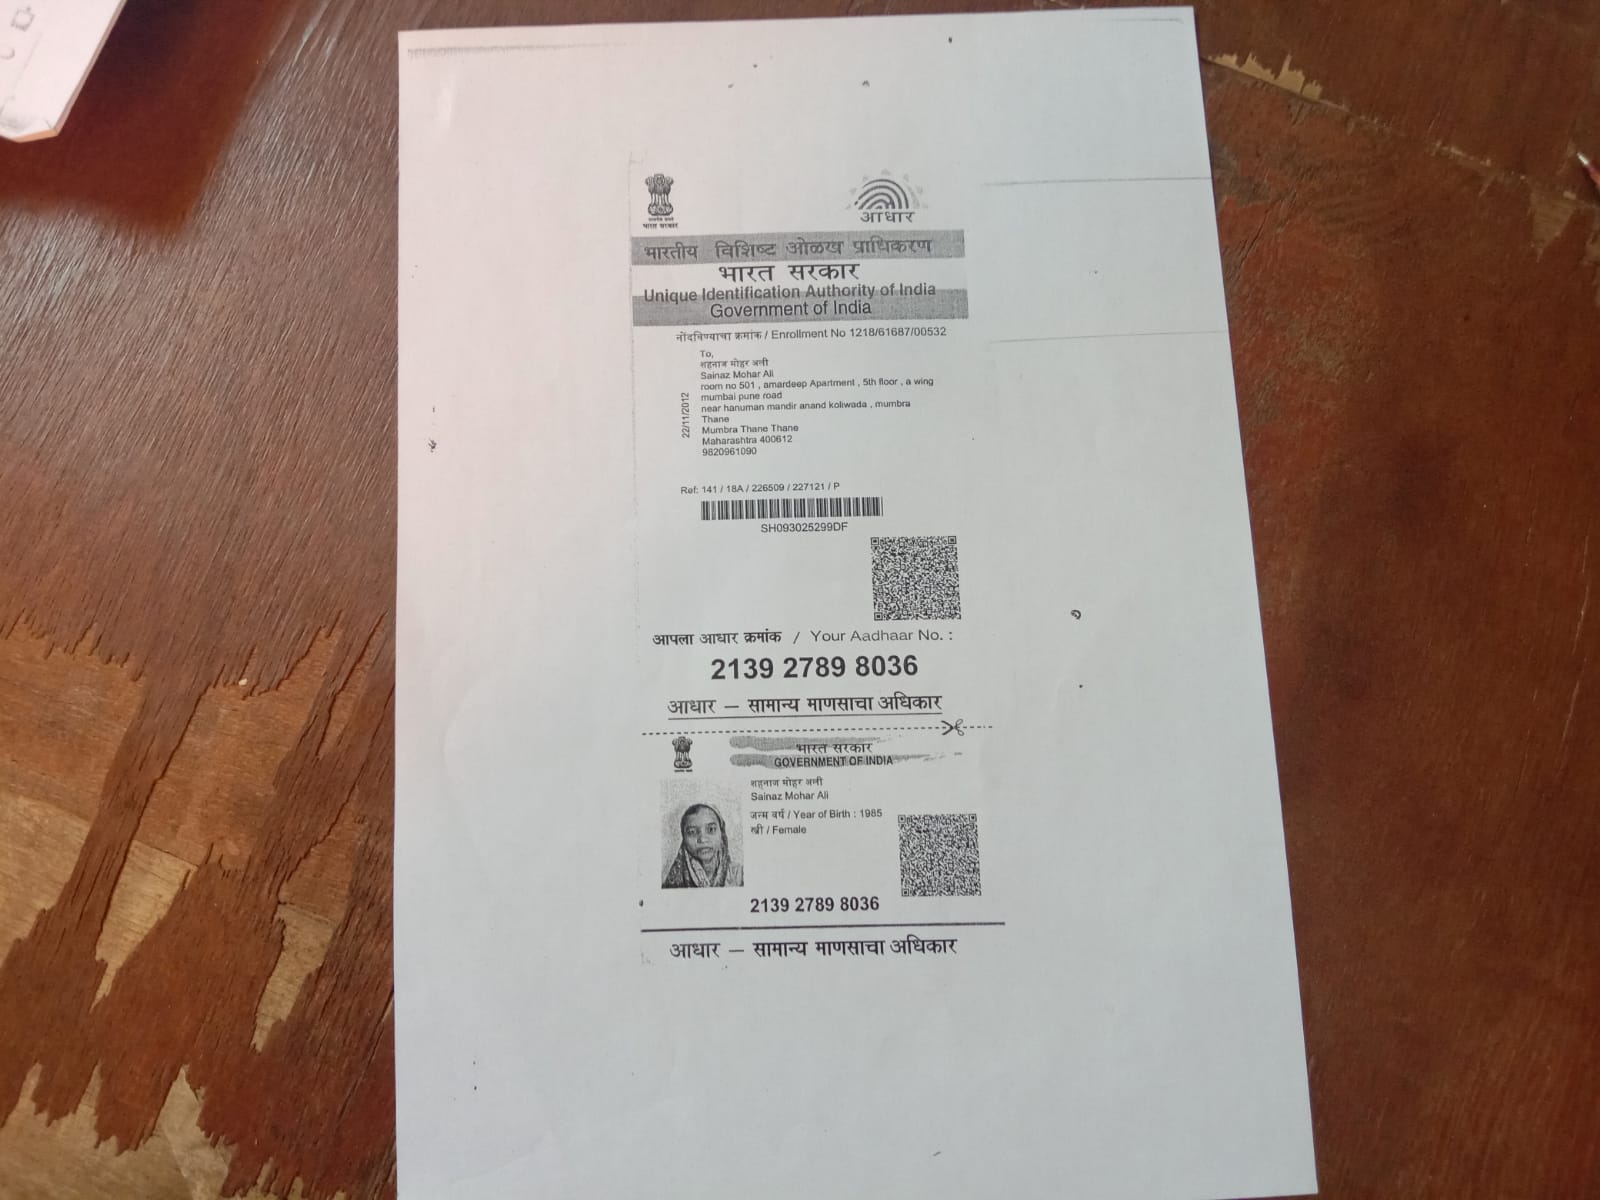 भारत सरकार
आधार
भारतीय विशिष्ट ओळख प्राधिकरण
भारत सरकार
Unique Identification Authority of India
Government of India
नोंदविण्याचा क्रमांक / Enrollment No 1218/61687/00532
To,
शहनाज मोहर अली
Sainaz Mohar Ali
room no 501 , amardeep Apartment , 5th floor , a wing
mumbai pune road
near hanuman mandir anand koliwada , mumbra
Thane
Mumbra Thane Thane
Maharashtra 400612
9820961090
22/11/2012
Ref: 141 / 18A / 226509 / 227121 / P
SH093025299DF
आपला आधार क्रमांक / Your Aadhaar No. :
2139 2789 8036
आधार – सामान्य माणसाचा अधिकार
भारत सरकार
GOVERNMENT OF INDIA
शहनाज मोहर अली
Sainaz Mohar Ali
जन्म वर्ष / Year of Birth : 1985
स्त्री / Female
2139 2789 8036
आधार – सामान्य माणसाचा अधिकार